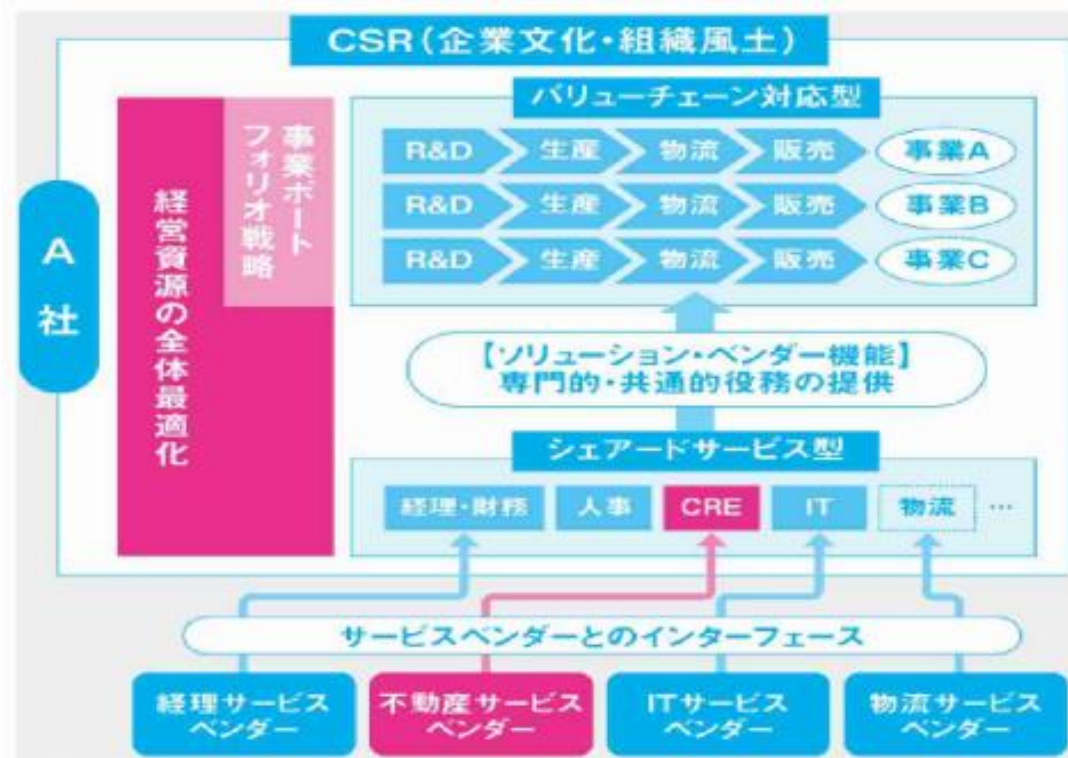 CSR(企業文化・組織風土)
A社
経営資源の全体最適化
事業ポート
フォリオ戦略
バリューチェーン対応型
R&D 生産 物流 販売 事業A
R&D 生産 物流 販売 事業B
R&D 生産 物流 販売 事業C
【ソリューション・ベンダー機能】
専門的・共通的役務の提供
シェアードサービス型
経理・財務 人事 CRE IT 物流 …
サービスベンダーとのインターフェース
経理サービス
ベンダー
不動産サービス
ベンダー
ITサービス
ベンダー
物流サービス
ベンダー